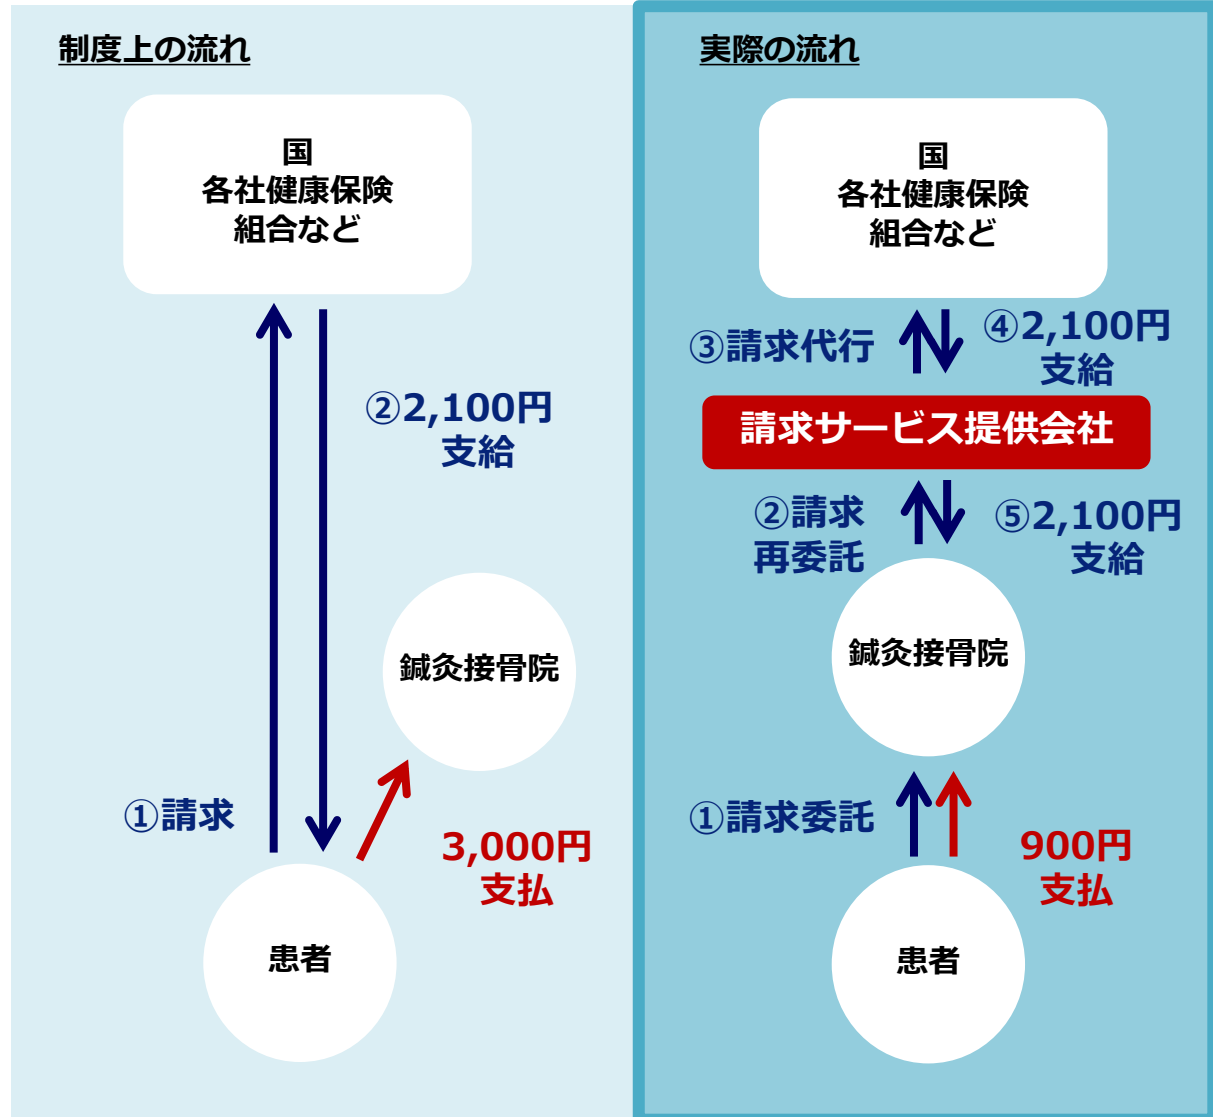 制度上の流れ
国
各社健康保険
組合など
②2,100円
支給
鍼灸接骨院
①請求
3,000円
支払
患者
実際の流れ
国
各社健康保険
組合など
③請求代行
④2,100円
支給
請求サービス提供会社
②請求
再委託
⑤2,100円
支給
鍼灸接骨院
①請求委託
900円
支払
患者